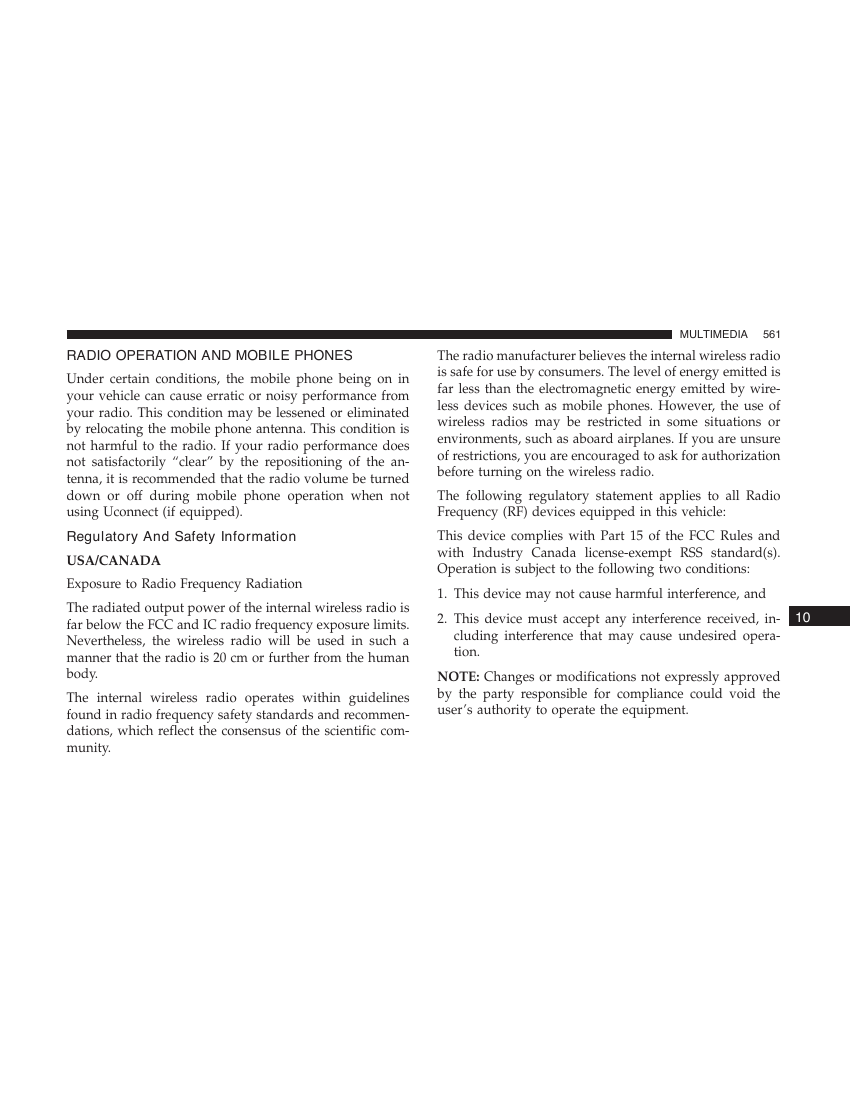 MULTIMEDIA 561
RADIO OPERATION AND MOBILE PHONES
Under certain conditions, the mobile phone being on in
your vehicle can cause erratic or noisy performance from
your radio. This condition may be lessened or eliminated
by relocating the mobile phone antenna. This condition is
not harmful to the radio. If your radio performance does
not satisfactorily “clear” by the repositioning of the an-
tenna, it is recommended that the radio volume be turned
down or off during mobile phone operation when not
using Uconnect (if equipped).
Regulatory And Safety Information
USA/CANADA
Exposure to Radio Frequency Radiation
The radiated output power of the internal wireless radio is
far below the FCC and IC radio frequency exposure limits.
Nevertheless, the wireless radio will be used in such a
manner that the radio is 20 cm or further from the human
body.
The internal wireless radio operates within guidelines
found in radio frequency safety standards and recommen-
dations, which reflect the consensus of the scientific com-
munity.
The radio manufacturer believes the internal wireless radio
is safe for use by consumers. The level of energy emitted is
far less than the electromagnetic energy emitted by wire-
less devices such as mobile phones. However, the use of
wireless radios may be restricted in some situations or
environments, such as aboard airplanes. If you are unsure
of restrictions, you are encouraged to ask for authorization
before turning on the wireless radio.
The following regulatory statement applies to all Radio
Frequency (RF) devices equipped in this vehicle:
This device complies with Part 15 of the FCC Rules and
with Industry Canada license-exempt RSS standard(s).
Operation is subject to the following two conditions:
1. This device may not cause harmful interference, and
2. This device must accept any interference received, in-
cluding interference that may cause undesired opera-
tion.
NOTE: Changes or modifications not expressly approved
by the party responsible for compliance could void the
user’s authority to operate the equipment.
10